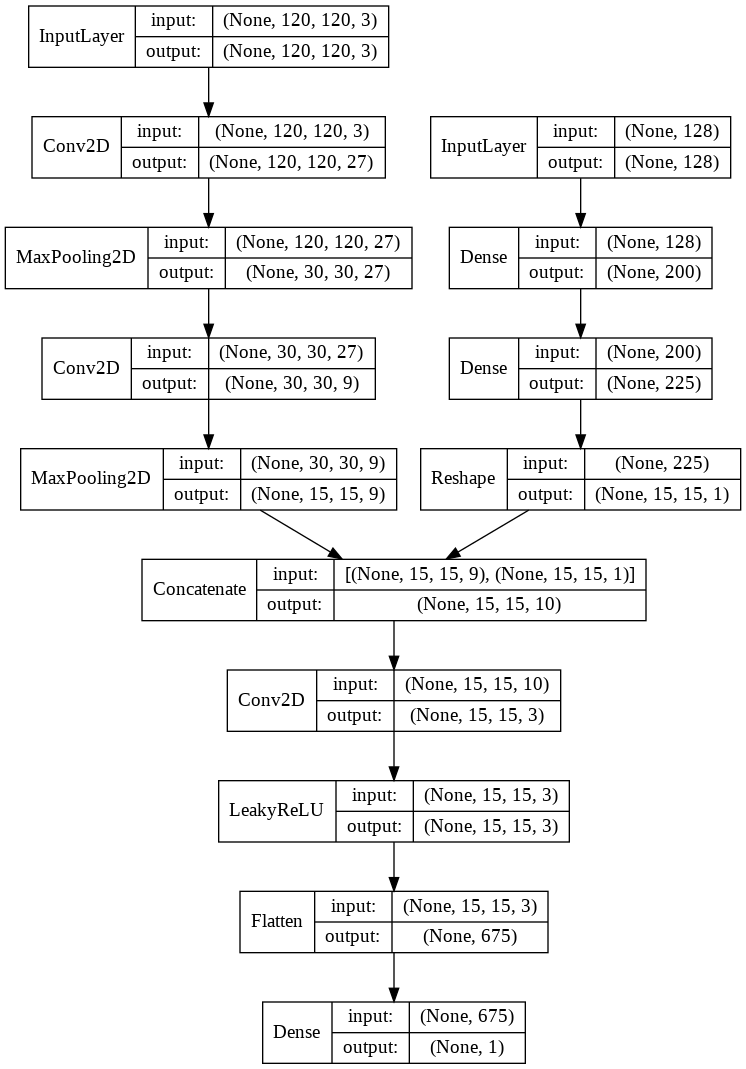 InputLayer input: (None, 120, 120, 3)
output: (None, 120, 120, 3)
Conv2D input: (None, 120, 120, 3)
output: (None, 120, 120, 27)
InputLayer input: (None, 128)
output: (None, 128)
MaxPooling2D input: (None, 120, 120, 27)
output: (None, 30, 30, 27)
Dense input: (None, 128)
output: (None, 200)
Conv2D input: (None, 30, 30, 27)
output: (None, 30, 30, 9)
Dense input: (None, 200)
output: (None, 225)
MaxPooling2D input: (None, 30, 30, 9)
output: (None, 15, 15, 9)
Reshape input: (None, 225)
output: (None, 15, 15, 1)
Concatenate input: [(None, 15, 15, 9), (None, 15, 15, 1)]
output: (None, 15, 15, 10)
Conv2D input: (None, 15, 15, 10)
output: (None, 15, 15, 3)
LeakyReLU input: (None, 15, 15, 3)
output: (None, 15, 15, 3)
Flatten input: (None, 15, 15, 3)
output: (None, 675)
Dense input: (None, 675)
output: (None, 1)